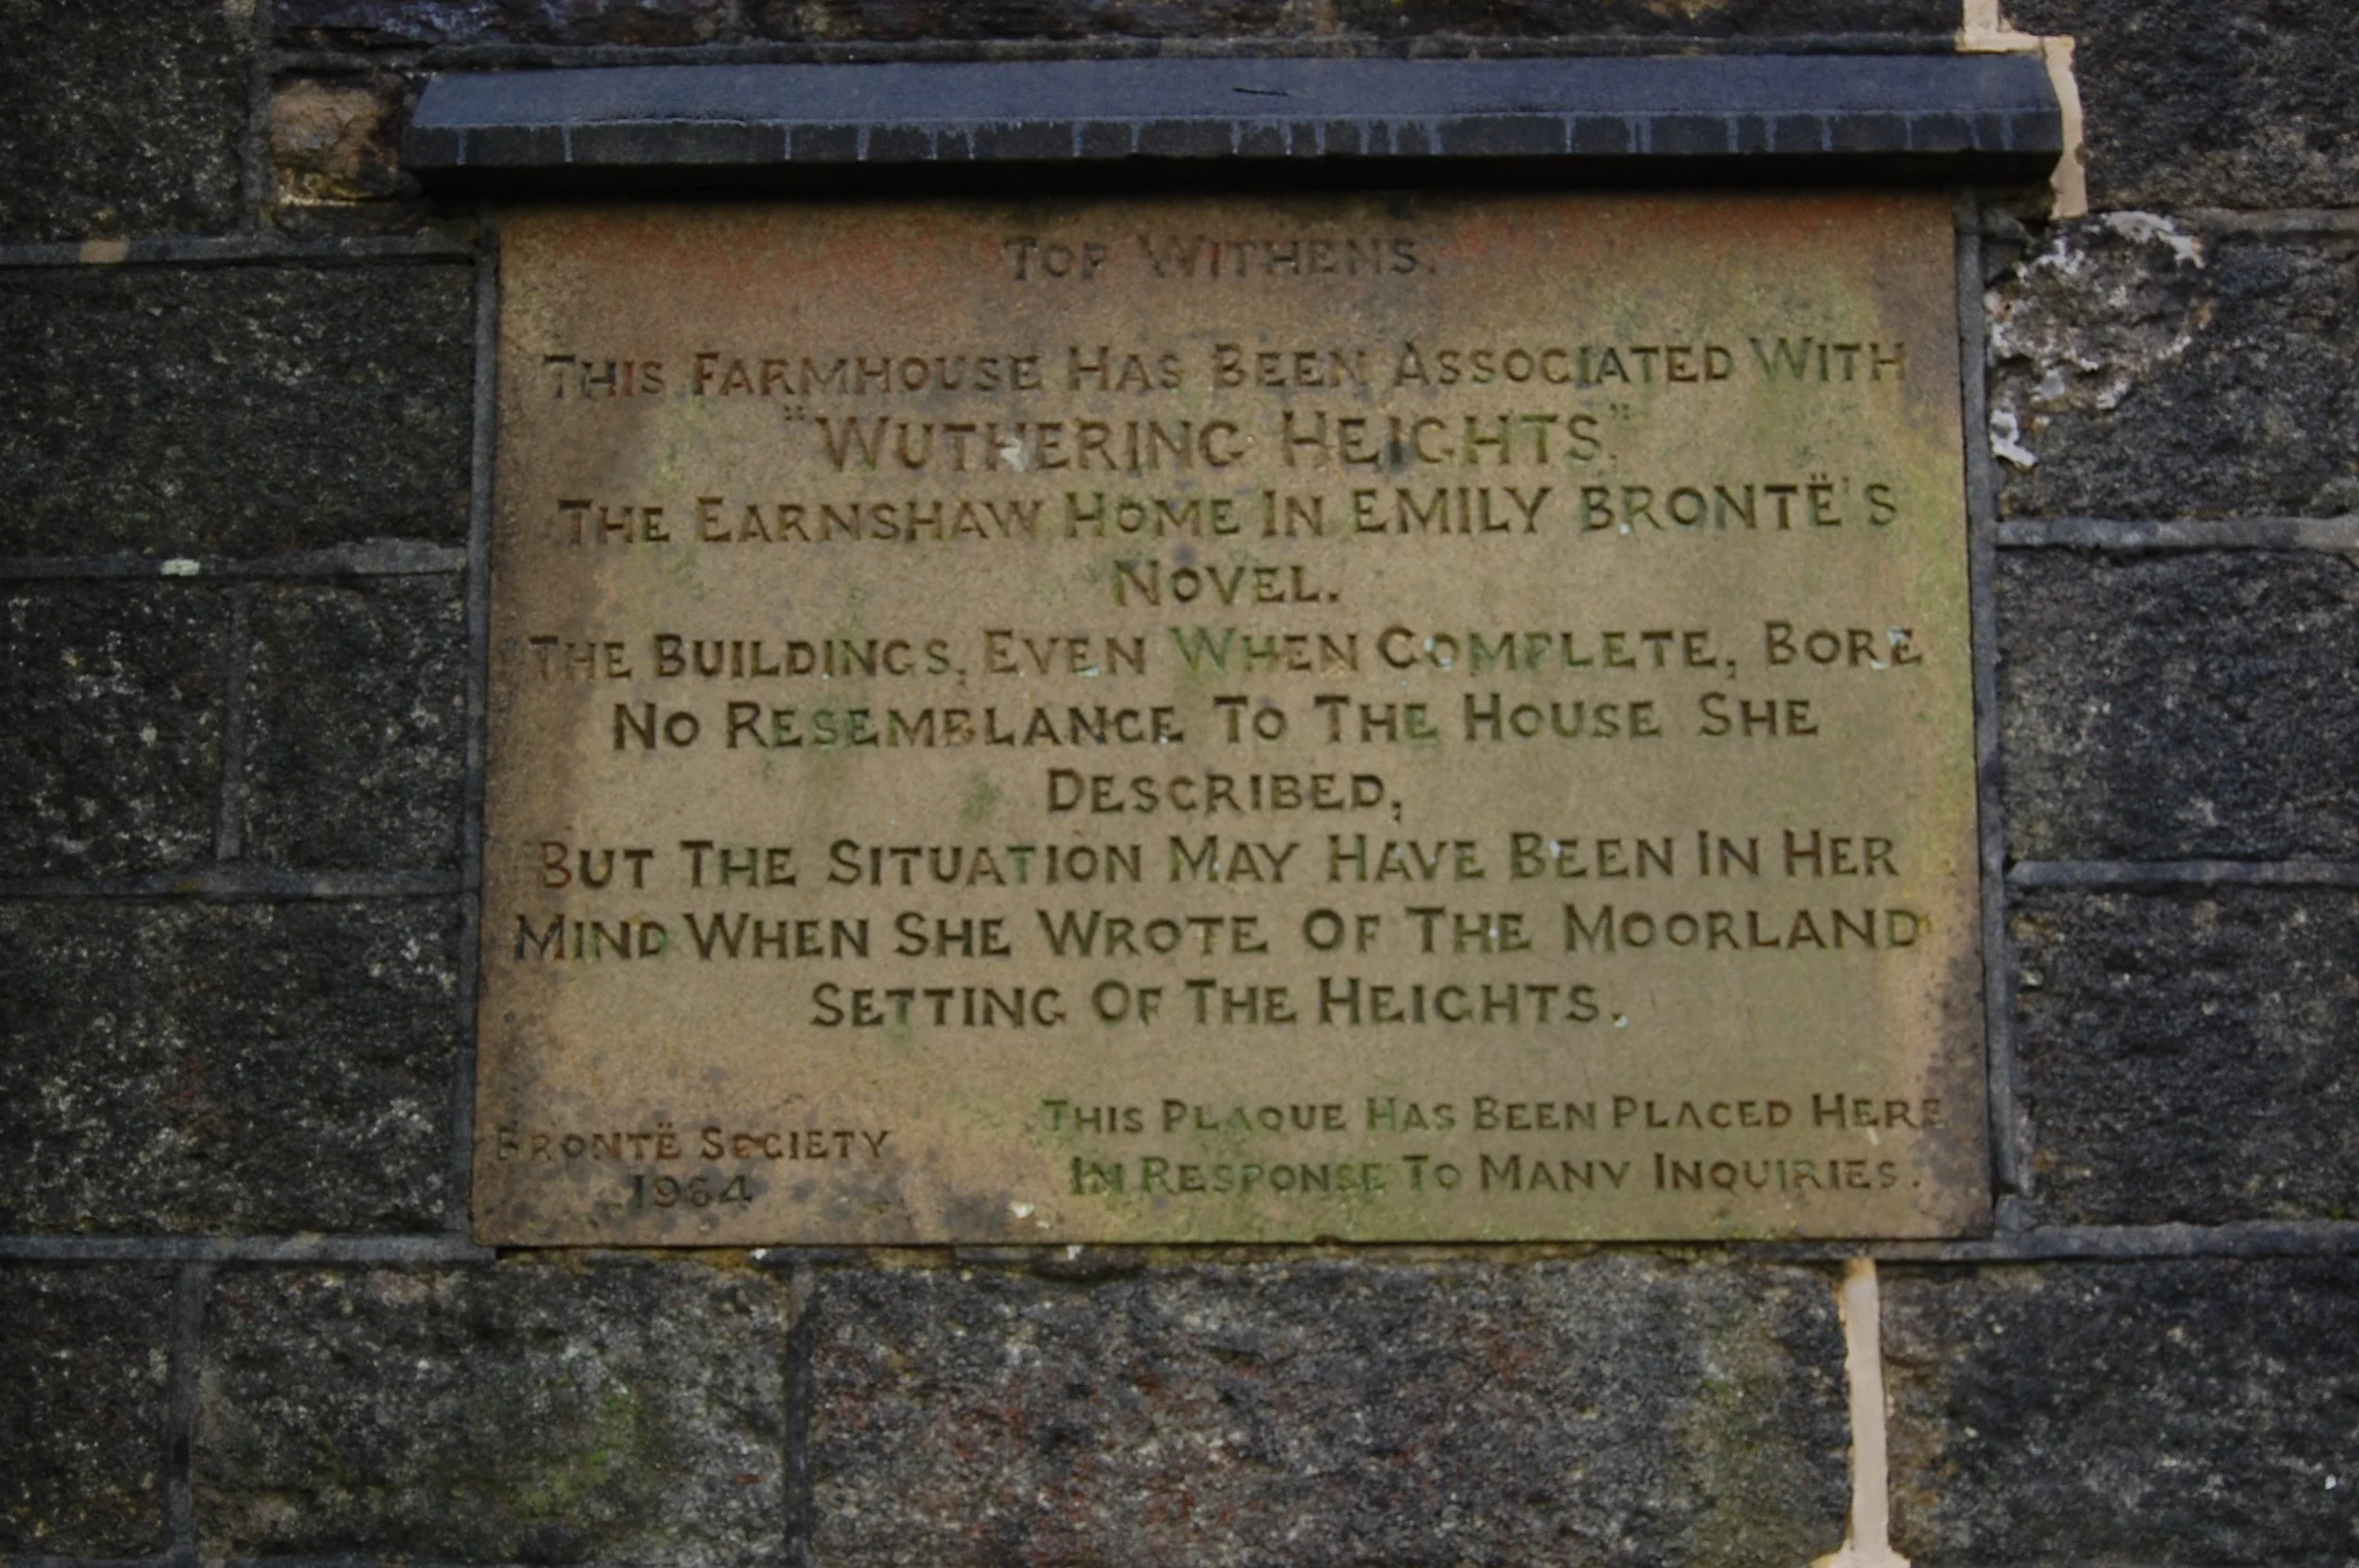 TOP WITHENS.
THIS FARMHOUSE HAS BEEN ASSOCIATED WITH
"WUTHERING HEIGHTS."
THE EARNSHAW HOME IN EMILY BRONTË'S
NOVEL.
THE BUILDINGS, EVEN WHEN COMPLETE, BORE
NO RESEMBLANCE TO THE HOUSE SHE
DESCRIBED,
BUT THE SITUATION MAY HAVE BEEN IN HER
MIND WHEN SHE WROTE OF THE MOORLAND
SETTING OF THE HEIGHTS.
BRONTË SOCIETY
1964
THIS PLAQUE HAS BEEN PLACED HERE
IN RESPONSE TO MANY INQUIRIES.